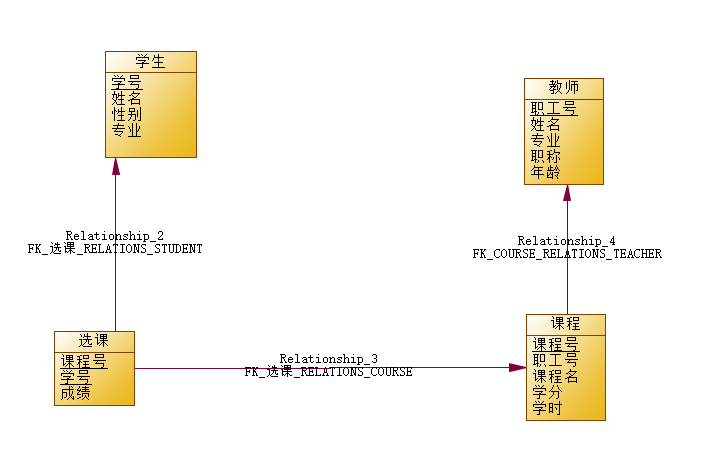 学生
学号
姓名
性别
专业
教师
职工号
姓名
专业
职称
年龄
Relationship_2
FK_选课_RELATIONS_STUDENT
Relationship_4
FK_COURSE_RELATIONS_TEACHER
选课
课程号
学号
成绩
Relationship_3
FK_选课_RELATIONS_COURSE
课程
课程号
职工号
课程名
学分
学时